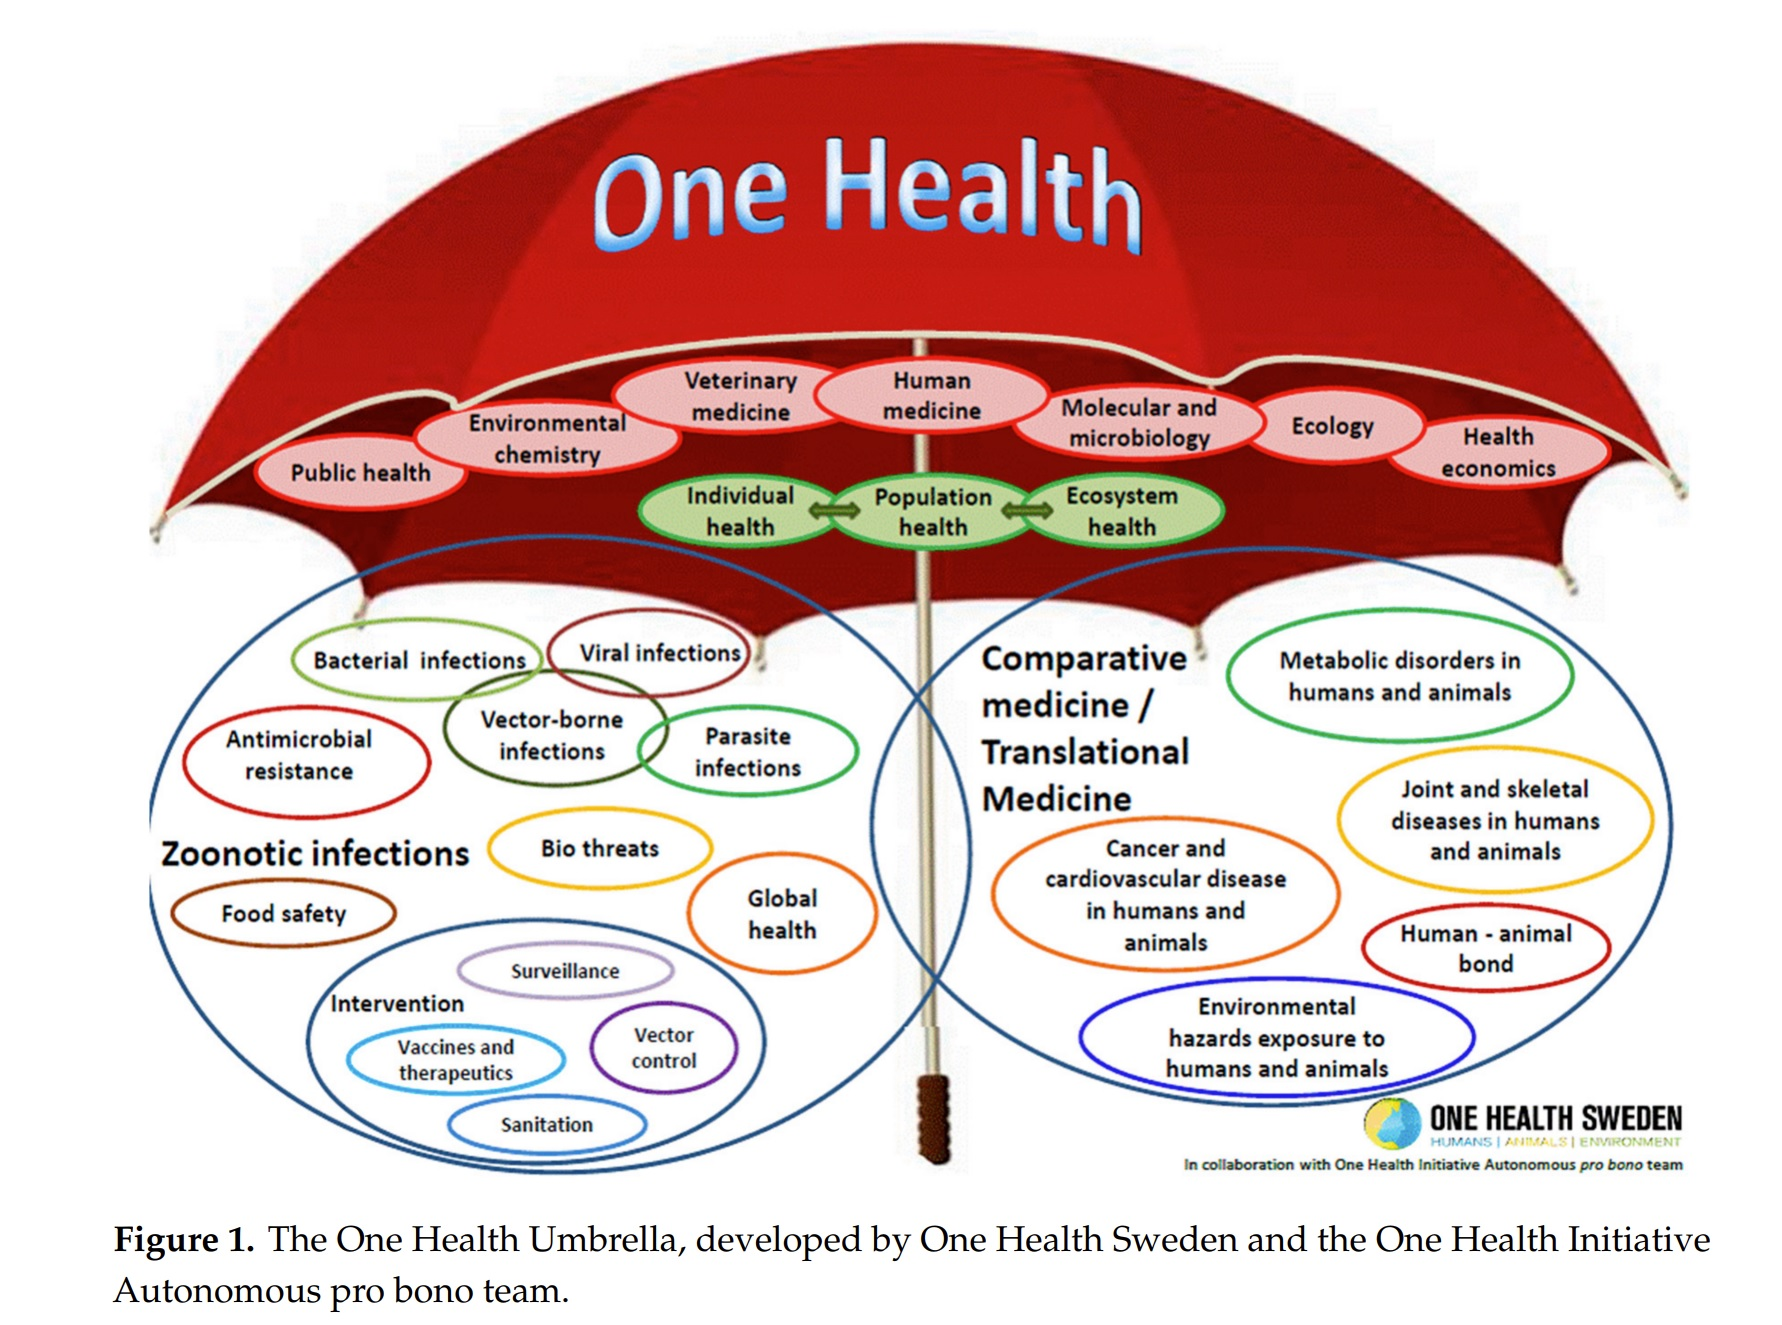 One Health
Veterinary
medicine
Human
medicine
Molecular and
microbiology
Ecology
Health
economics
Environmental
chemistry
Public health
Individual
health
Population
health
Ecosystem
health
Bacterial infections
Viral infections
Vector-borne
infections
Parasite
infections
Antimicrobial
resistance
Zoonotic infections
Bio threats
Food safety
Global
health
Surveillance
Intervention
Vaccines and
therapeutics
Vector
control
Sanitation
Comparative
medicine /
Translational
Medicine
Metabolic disorders in
humans and animals
Joint and skeletal
diseases in humans
and animals
Cancer and
cardiovascular disease
in humans and
animals
Human - animal
bond
Environmental
hazards exposure to
humans and animals
ONE HEALTH SWEDEN
HUMANS | ANIMALS | ENVIRONMENT
In collaboration with One Health Initiative Autonomous pro bono team
Figure 1. The One Health Umbrella, developed by One Health Sweden and the One Health Initiative
Autonomous pro bono team.